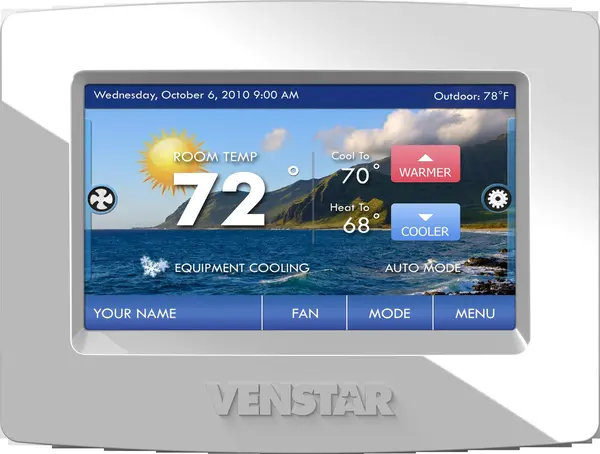 Wednesday, October 6, 2010 9:00 AM
Outdoor: 78°F
ROOM TEMP
72°
Cool To
70°
WARMER
Heat To
68°
COOLER
EQUIPMENT COOLING
AUTO MODE
YOUR NAME
FAN
MODE
MENU
VENSTAR